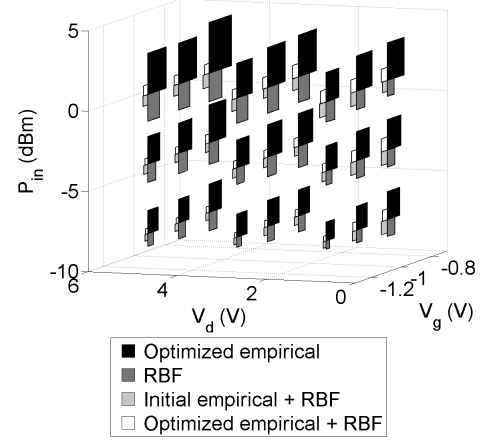 5
0
-5
-10
P_in (dBm)
6
4
2
0
V_d (V)
-1.2
-1
-0.8
V_g (V)
Optimized empirical
RBF
Initial empirical + RBF
Optimized empirical + RBF